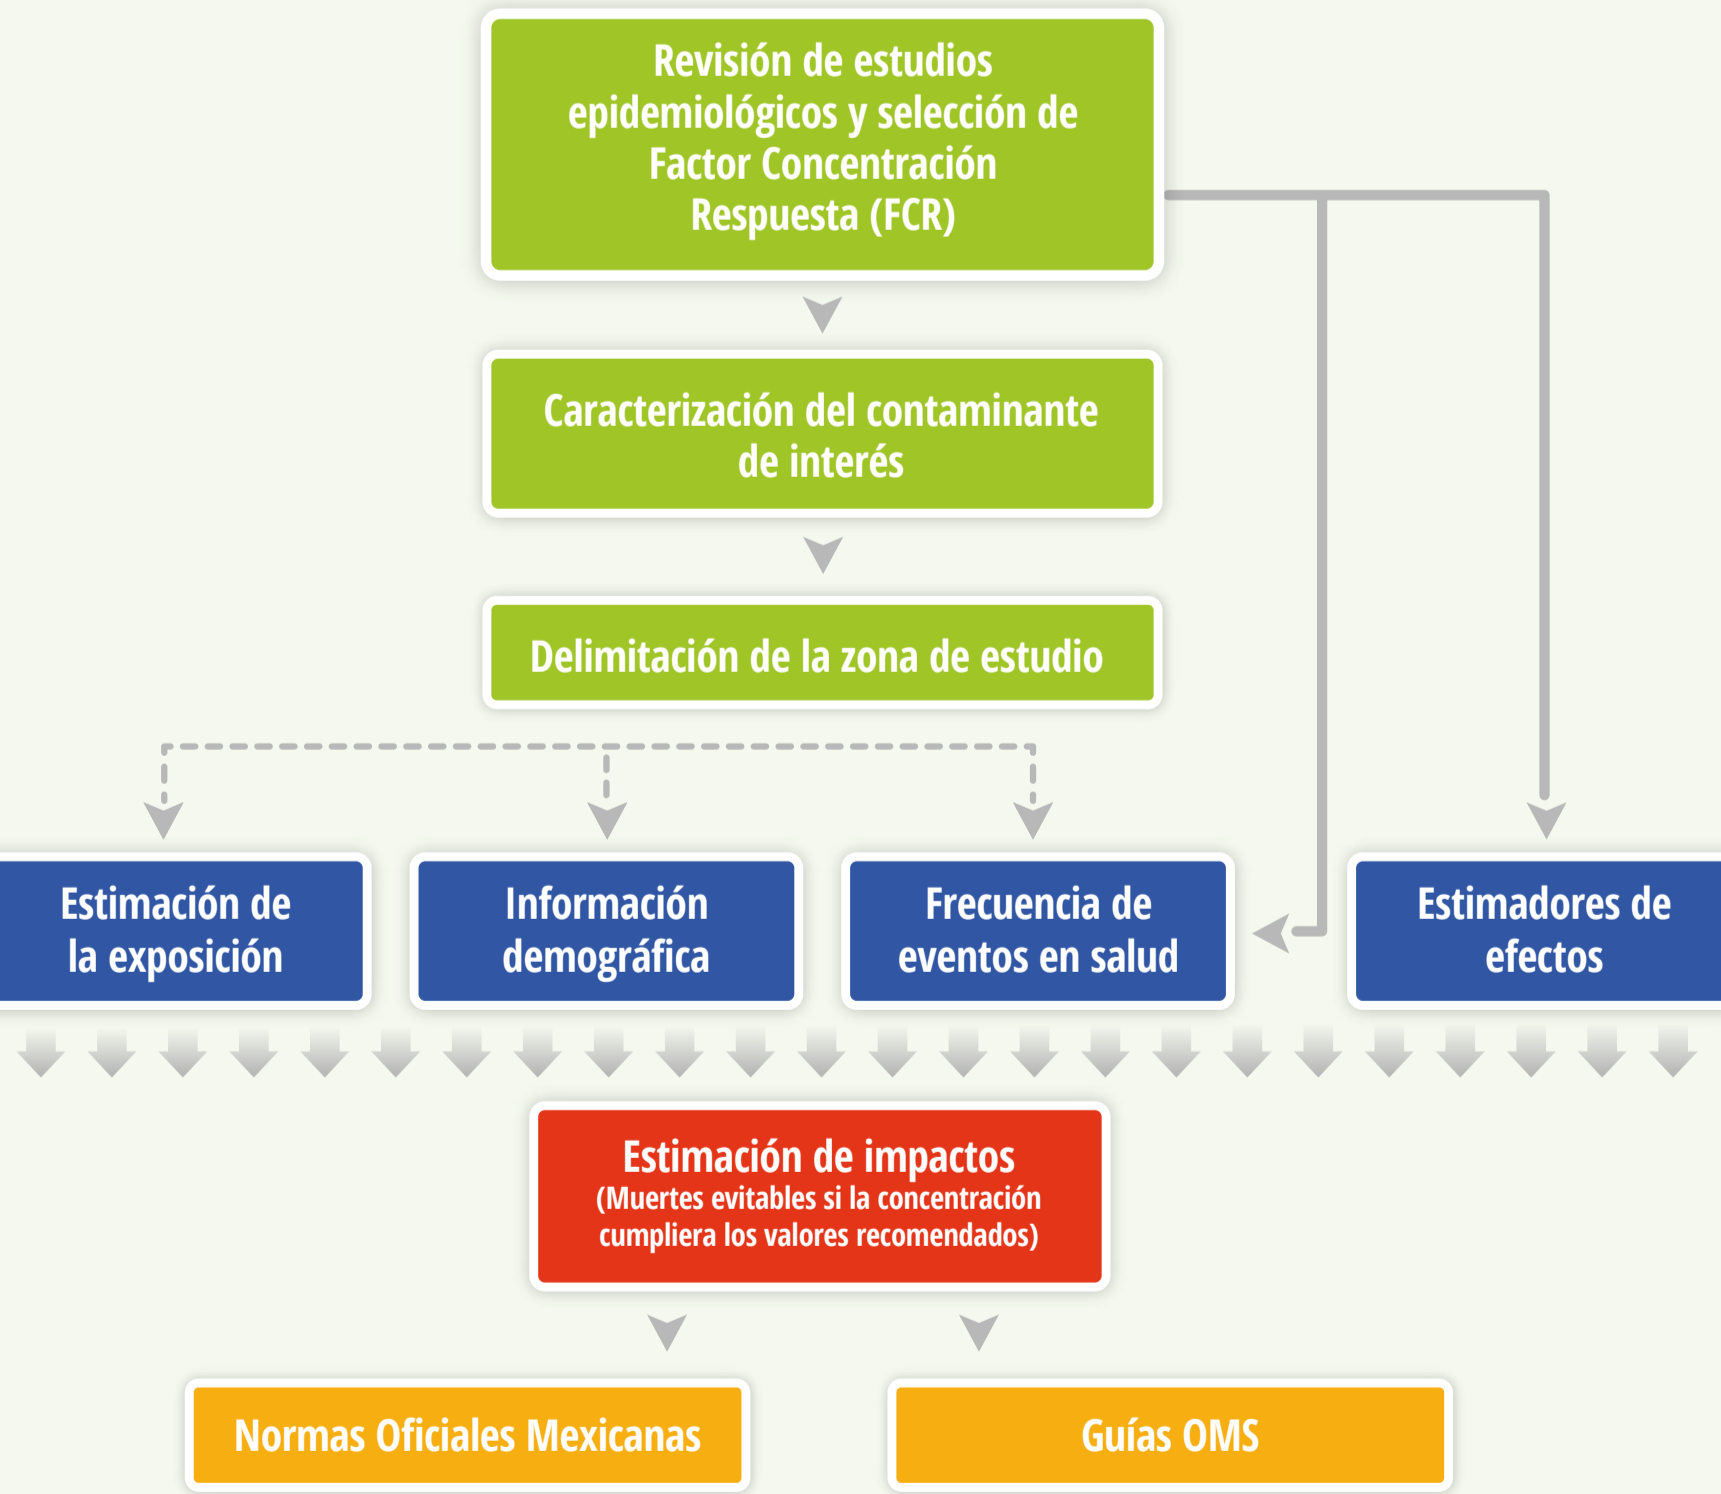 Revisión de estudios
epidemiológicos y selección de
Factor Concentración
Respuesta (FCR)
Caracterización del contaminante
de interés
Delimitación de la zona de estudio
Estimación de
la exposición
Información
demográfica
Frecuencia de
eventos en salud
Estimadores de
efectos
Estimación de impactos
(Muertes evitables si la concentración
cumpliera los valores recomendados)
Normas Oficiales Mexicanas
Guías OMS